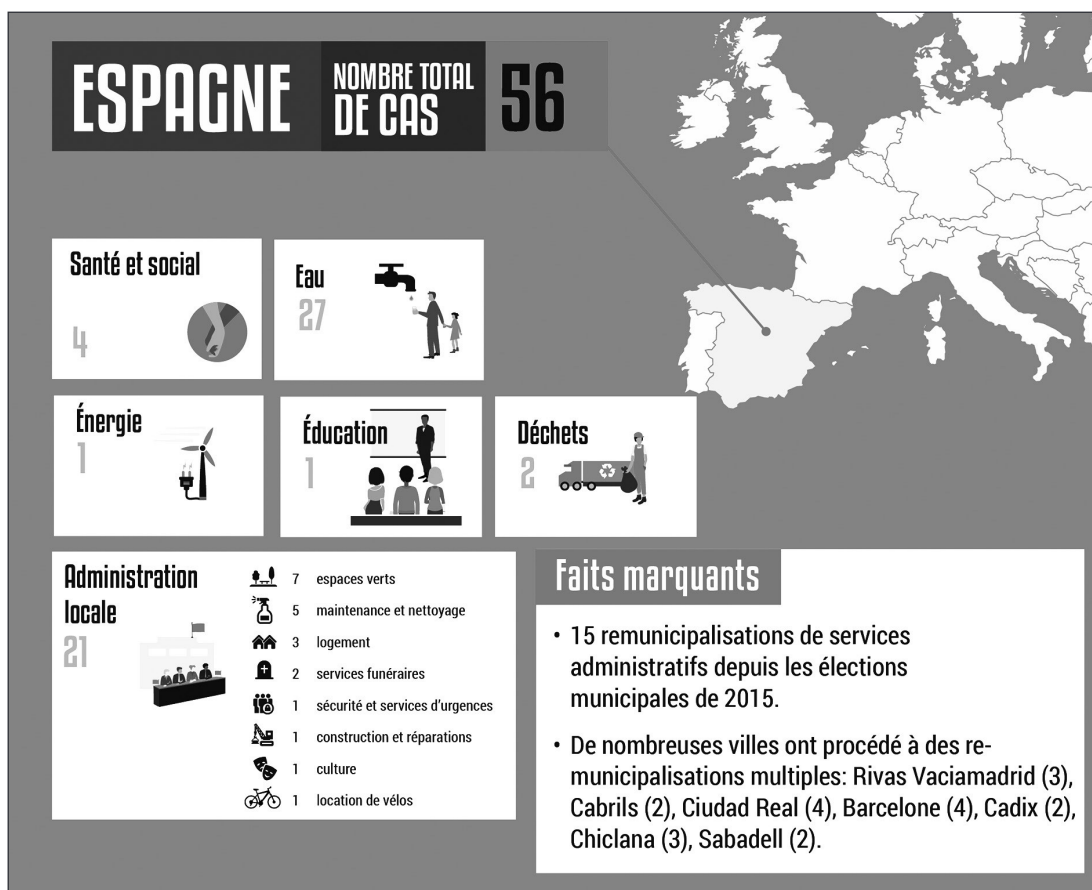 ESPAGNE
NOMBRE TOTAL
DE CAS
56
Santé et social
4
Eau
27
Énergie
1
Éducation
1
Déchets
2
Administration
locale
21
7 espaces verts
5 maintenance et nettoyage
3 logement
2 services funéraires
1 sécurité et services d'urgences
1 construction et réparations
1 culture
1 location de vélos
Faits marquants
• 15 remunicipalisations de services
administratifs depuis les élections
municipales de 2015.
• De nombreuses villes ont procédé à des re-
municipalisations multiples: Rivas Vaciamadrid (3),
Cabrils (2), Ciudad Real (4), Barcelone (4), Cadix (2),
Chiclana (3), Sabadell (2).